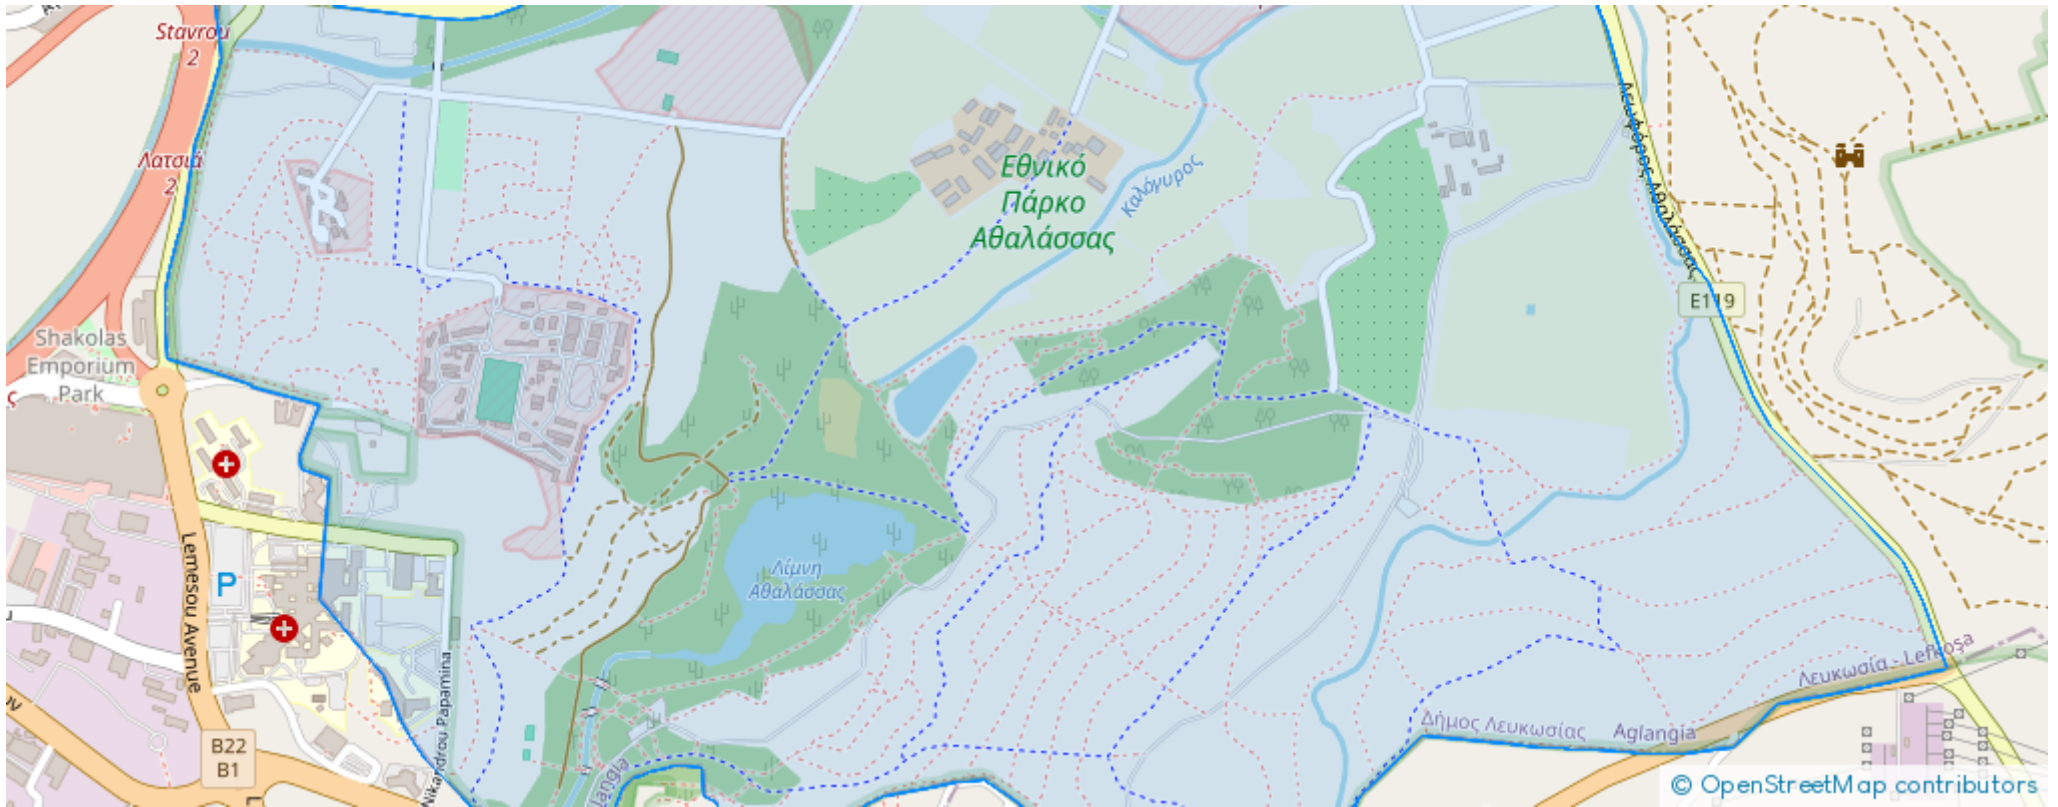 Stavrou
2
Λατσιά
2
Shakolas
Emporium
Park
Lemesou Avenue
P
B22
B1
Nikandrou Papamina
Εθνικό
Πάρκο
Αθαλάσσας
Καλόγυρος
Λεωφόρος Αθαλάσσας
E119
Λίμνη
Αθαλάσσας
Λευκωσία - Lefkoşa
Δήμος Λευκωσίας
Aglangia
© OpenStreetMap contributors